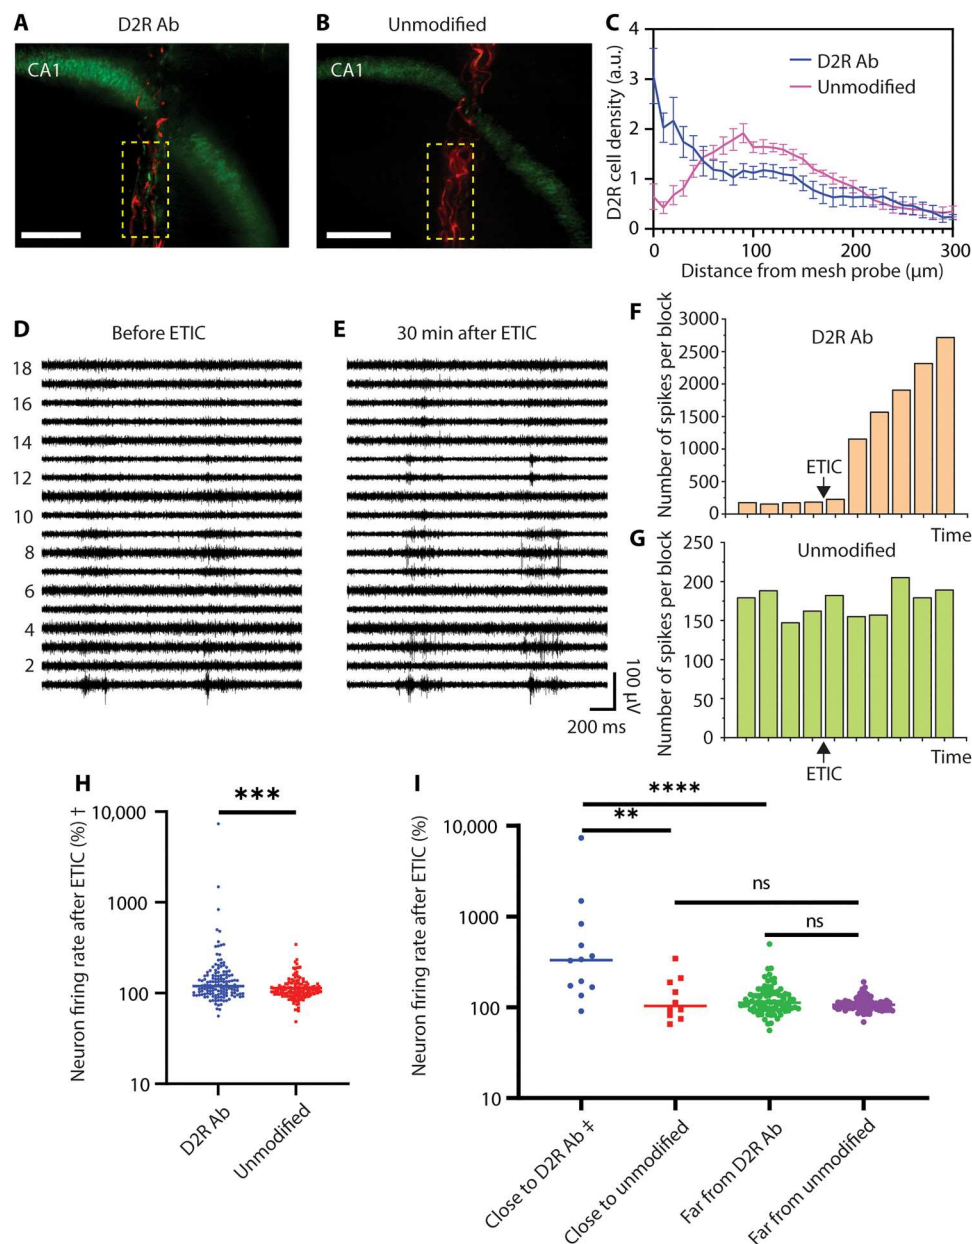 A
D2R Ab
CA1
B
Unmodified
CA1
C
D2R cell density (a.u.)
4
3
2
1
0
D2R Ab
Unmodified
0
100
200
300
Distance from mesh probe (µm)
D
Before ETIC
18
16
14
12
10
8
6
4
2
E
30 min after ETIC
100 µV
200 ms
F
Number of spikes per block
3000
2500
2000
1500
1000
500
0
D2R Ab
ETIC
Time
G
Number of spikes per block
250
200
150
100
50
0
Unmodified
ETIC
Time
H
Neuron firing rate after ETIC (%) †
10,000
1000
100
10
***
D2R Ab
Unmodified
I
Neuron firing rate after ETIC (%)
10,000
1000
100
10
****
**
ns
ns
Close to D2R Ab ‡
Close to unmodified
Far from D2R Ab
Far from unmodified